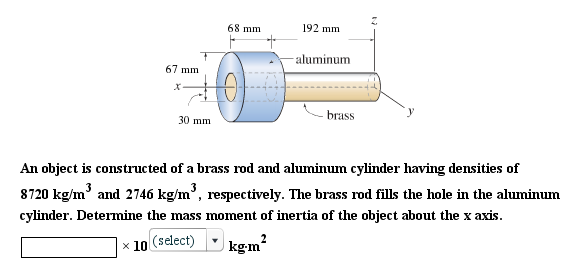 68 mm
192 mm
z
aluminum
67 mm
x
30 mm
brass
y
An object is constructed of a brass rod and aluminum cylinder having densities of
8720 kg/m³ and 2746 kg/m³, respectively. The brass rod fills the hole in the aluminum
cylinder. Determine the mass moment of inertia of the object about the x axis.
× 10 (select) ▼ kg·m²